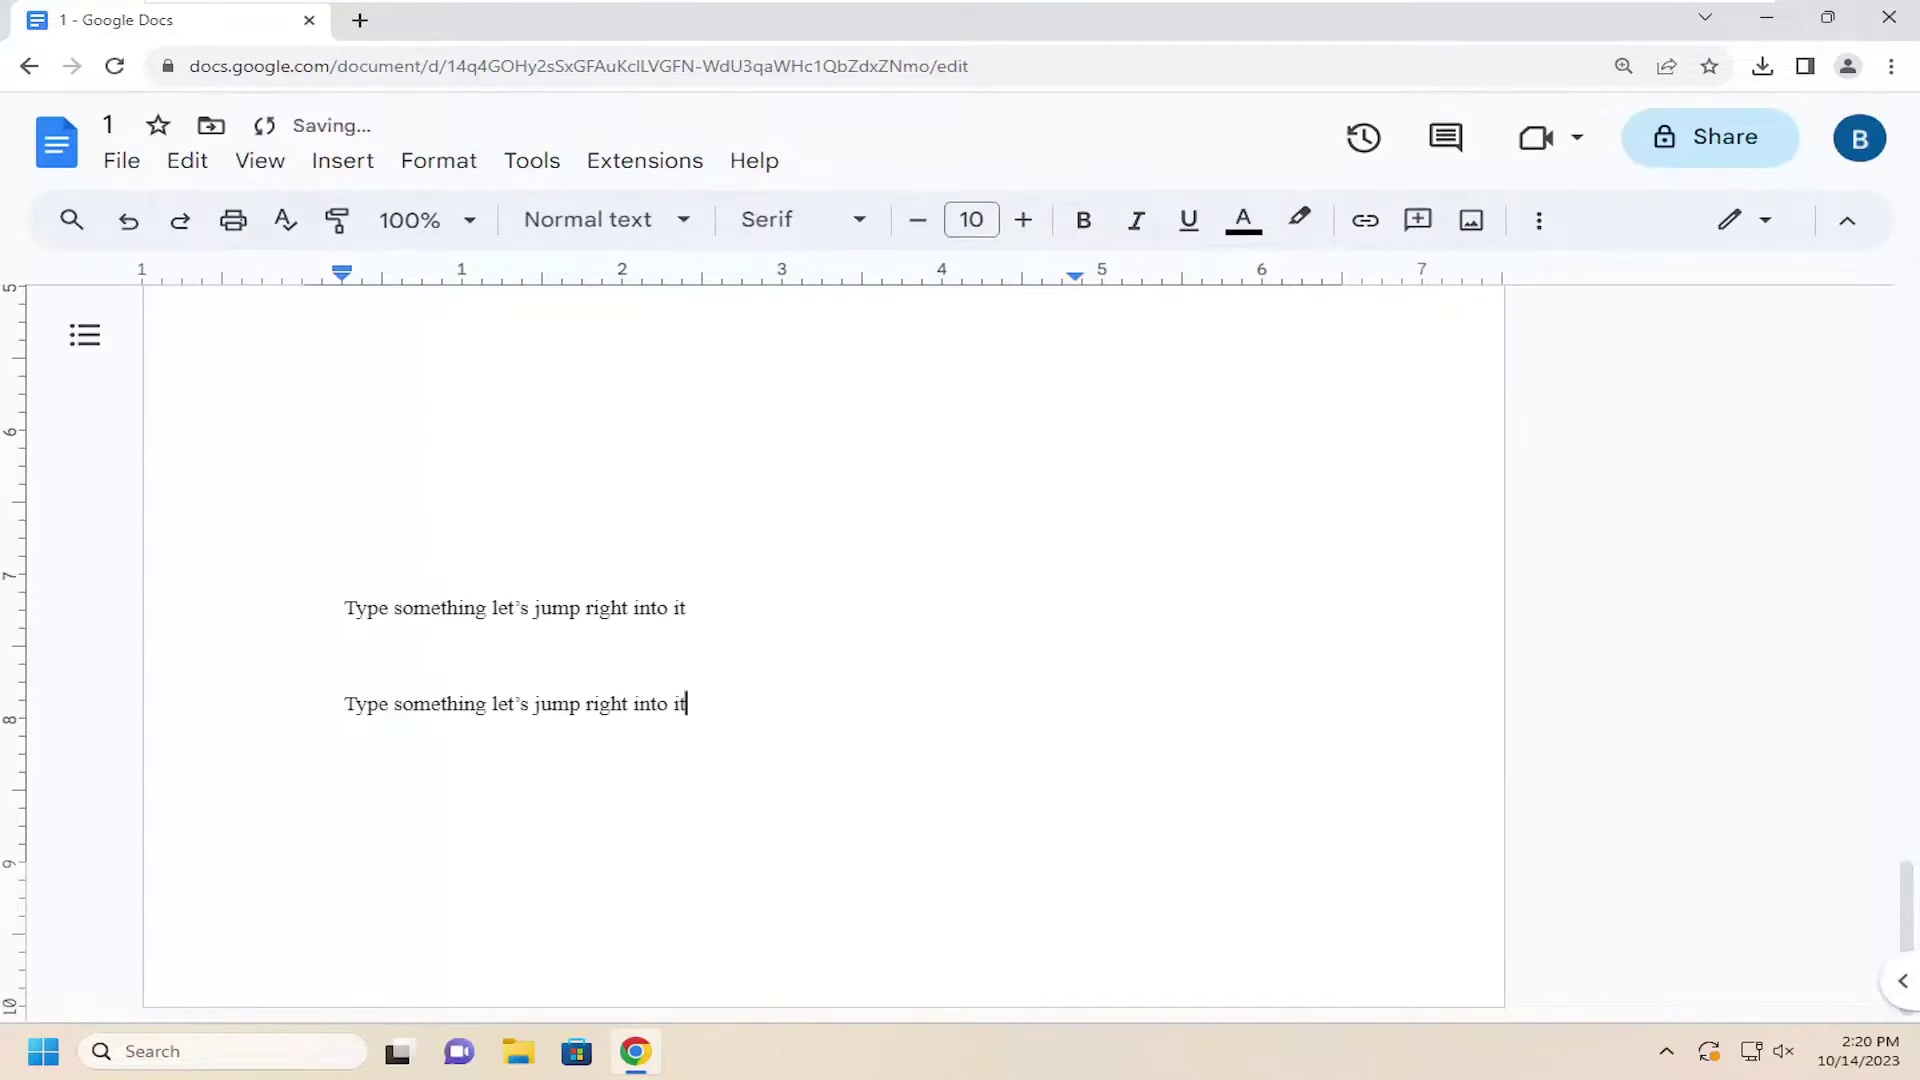 1 - Google Docs
docs.google.com/document/d/14q4GOHy2sSxGFAuKclLVGFN-WdU3qaWHc1QbZdxZNmo/edit
1 Saving...
File Edit View Insert Format Tools Extensions Help
Share
B
100% Normal text Serif 10 B I U A
1 1 2 3 4 5 6 7
5
6
7
Type something let’s jump right into it
Type something let’s jump right into it
8
9
10
Search
2:20 PM
10/14/2023